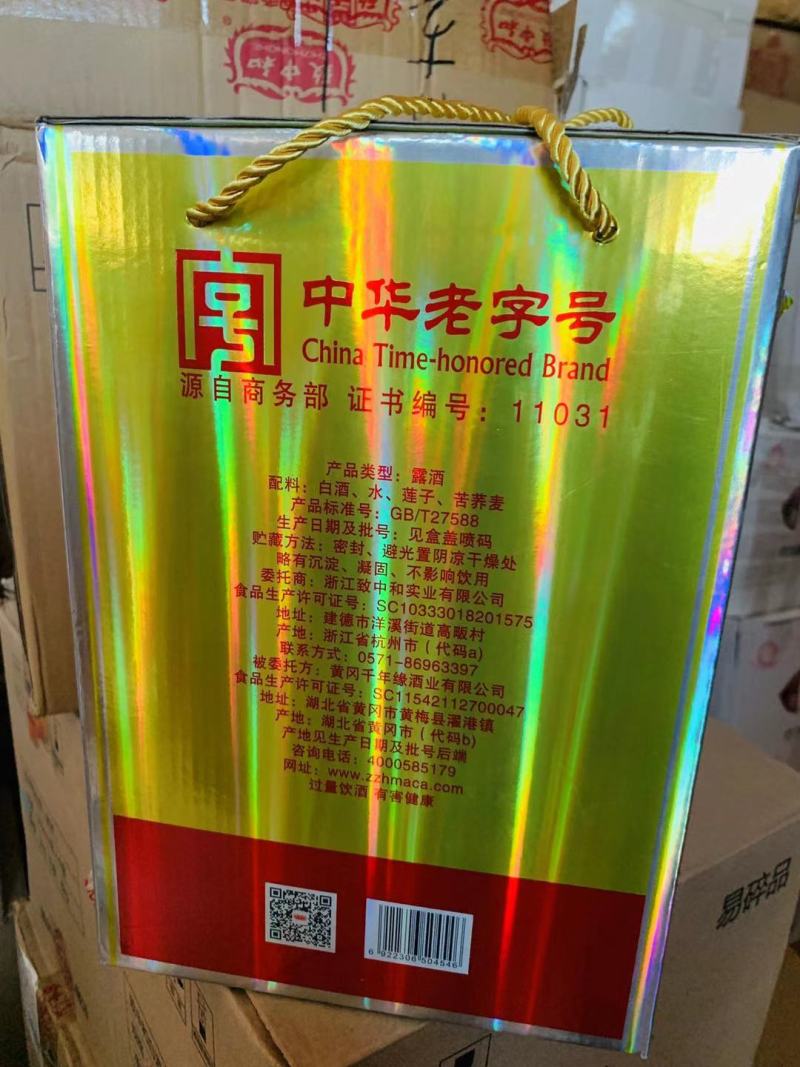 致中和
中华老字号
China Time-honored Brand
源自商务部 证书编号：11031
产品类型：露酒
配料：白酒、水、莲子、苦荞麦
产品标准号：GB/T27588
生产日期及批号：见盒盖喷码
贮藏方法：密封、避光置阴凉干燥处
略有沉淀、凝固、不影响饮用
委托商：浙江致中和实业有限公司
食品生产许可证号：SC10333018201575
地址：建德市洋溪街道高畈村
产地：浙江省杭州市（代码a)
联系方式：0571-86963397
被委托方：黄冈千年缘酒业有限公司
食品生产许可证号：SC11542112700047
地址：湖北省黄冈市黄梅县濯港镇
产地：湖北省黄冈市（代码b)
产地见生产日期及批号后端
咨询电话：4000585179
网址：www.zzhmaca.com
过量饮酒 有害健康
6 922306 504546
易碎品